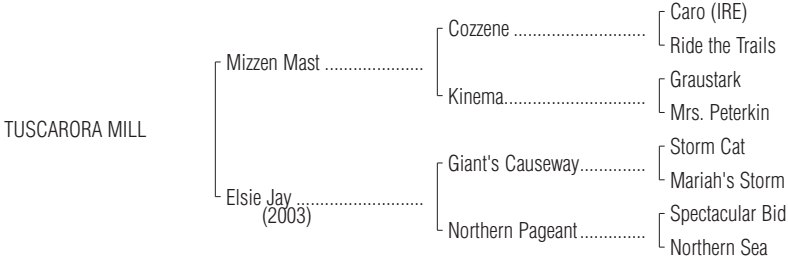 Caro (IRE)
Cozzene ............................
Ride the Trails
Mizzen Mast .....................
Graustark
Kinema..............................
Mrs. Peterkin
TUSCARORA MILL
Storm Cat
Giant's Causeway..............
Mariah's Storm
Elsie Jay ...........................
(2003)
Spectacular Bid
Northern Pageant..............
Northern Sea